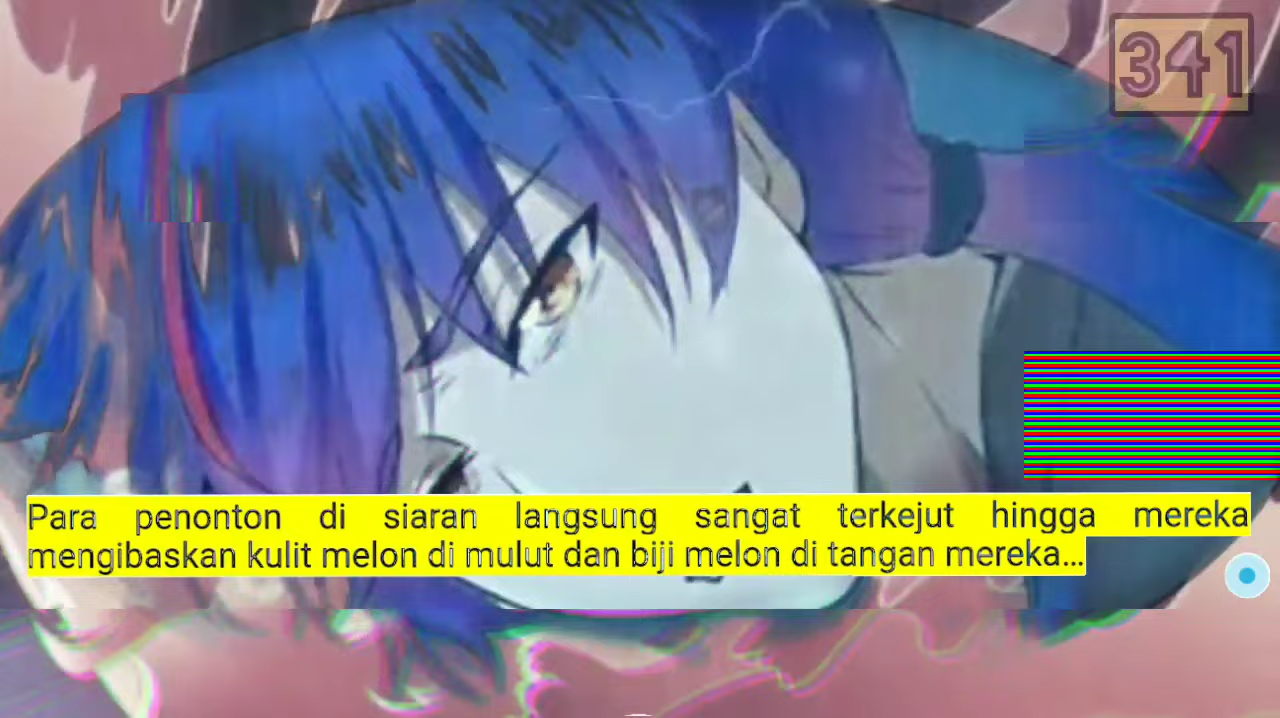 341
Para penonton di siaran langsung sangat terkejut hingga mereka
mengibaskan kulit melon di mulut dan biji melon di tangan mereka...